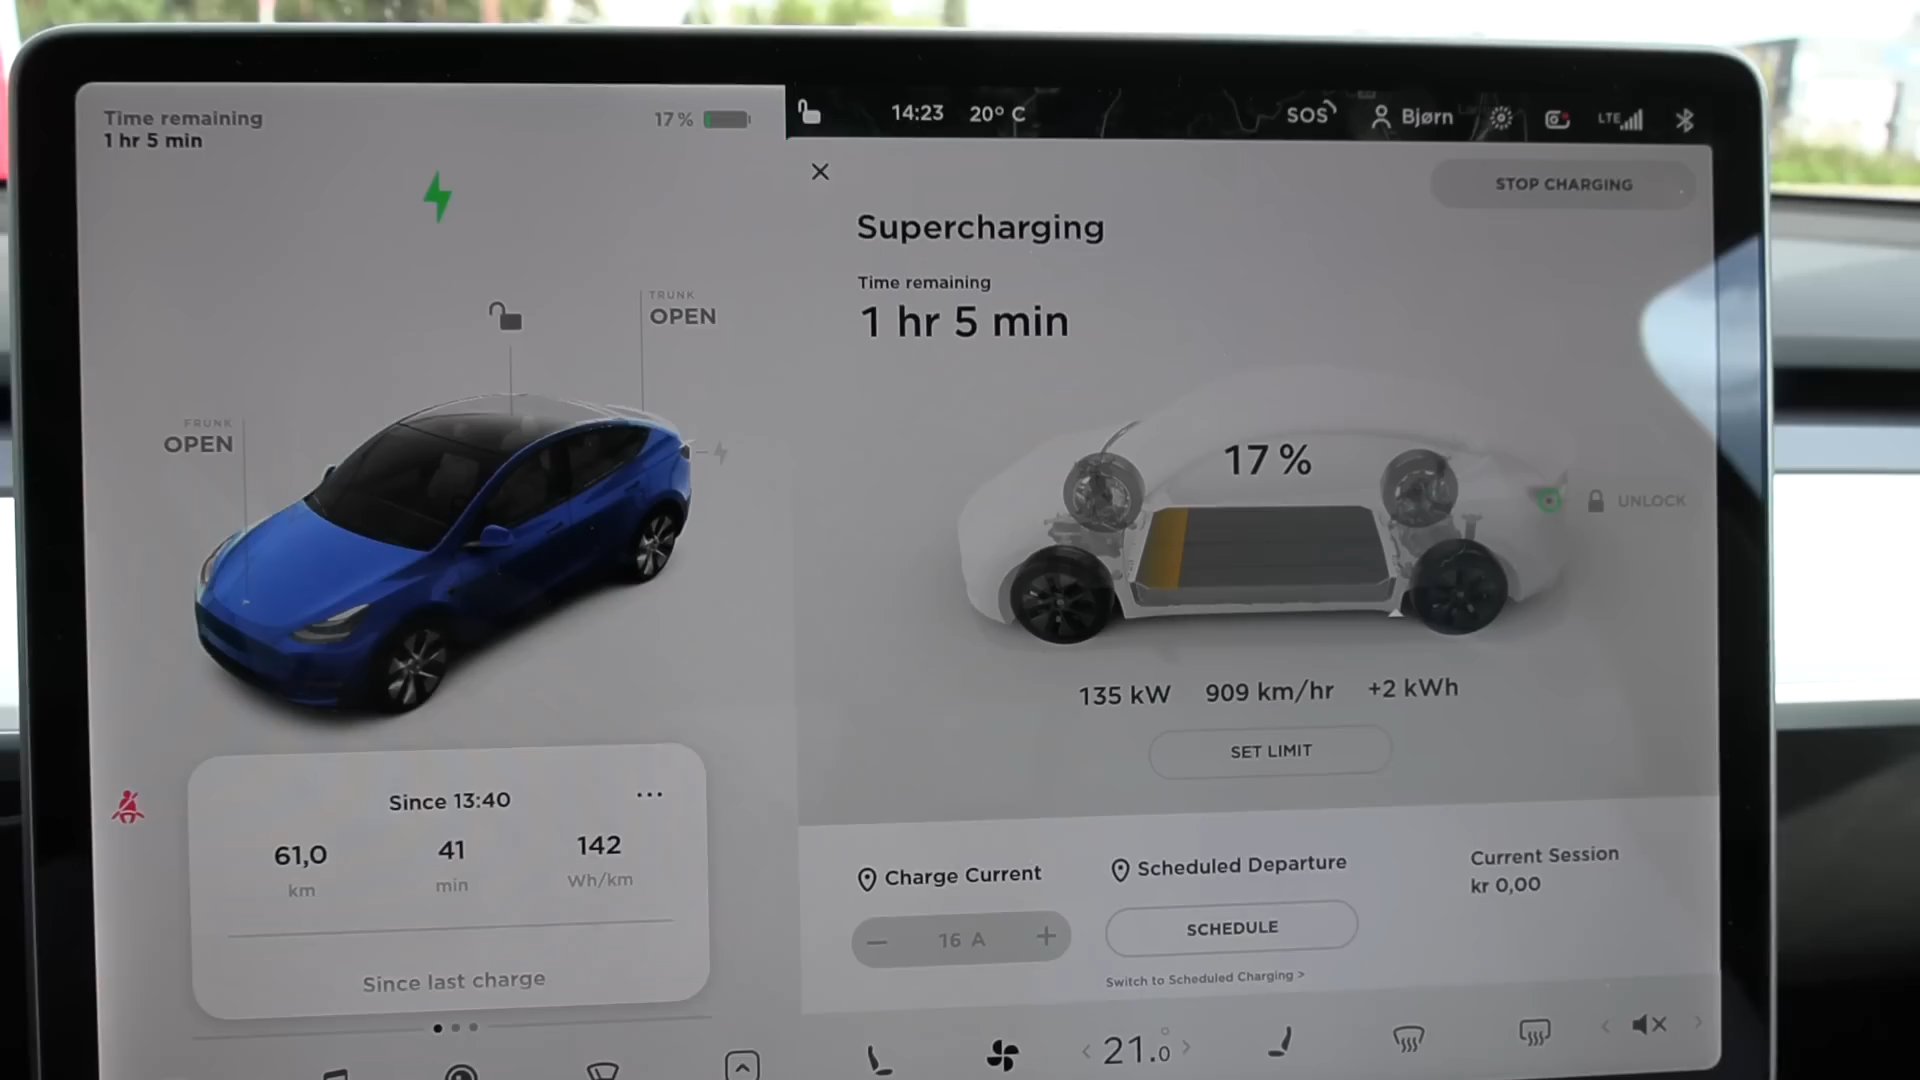 Time remaining
1 hr 5 min
17 %
14:23
20° C
SOS
Bjørn
LTE
STOP CHARGING
Supercharging
Time remaining
1 hr 5 min
TRUNK
OPEN
FRUNK
OPEN
17 %
UNLOCK
135 kW 909 km/hr +2 kWh
SET LIMIT
Since 13:40
61,0 41 142
km min Wh/km
Since last charge
Charge Current
− 16 A +
Scheduled Departure
SCHEDULE
Switch to Scheduled Charging >
Current Session
kr 0,00
< 21.0° >